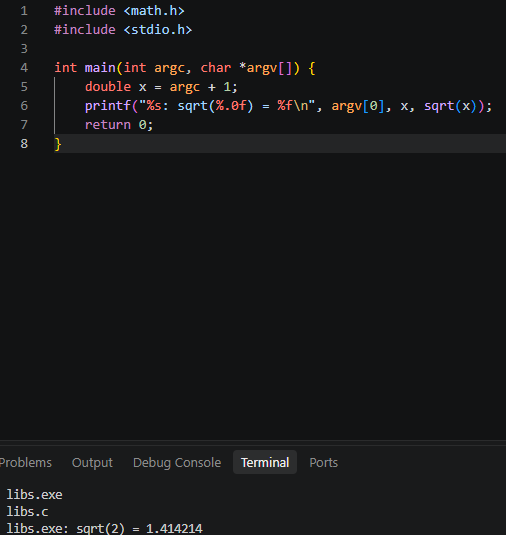 1 #include <math.h>
2 #include <stdio.h>
3
4 int main(int argc, char *argv[]) {
5     double x = argc + 1;
6     printf("%s: sqrt(%.0f) = %f\n", argv[0], x, sqrt(x));
7     return 0;
8 }
Problems Output Debug Console Terminal Ports
libs.exe
libs.c
libs.exe: sqrt(2) = 1.414214